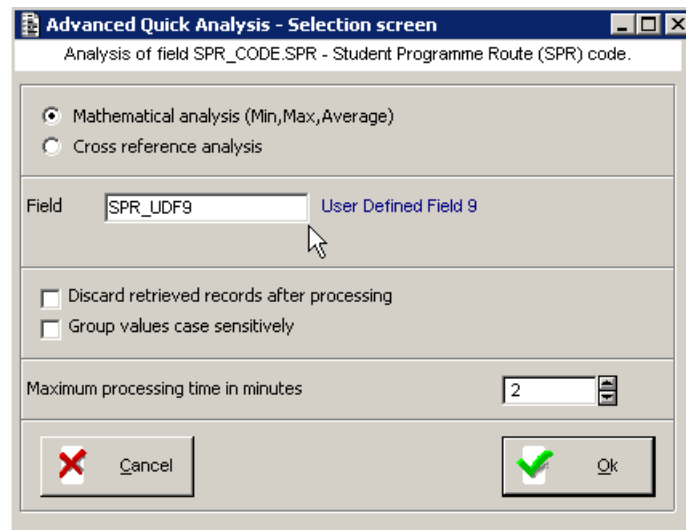 Advanced Quick Analysis - Selection screen
Analysis of field SPR_CODE.SPR - Student Programme Route (SPR) code.
Mathematical analysis (Min,Max,Average)
Cross reference analysis
Field SPR_UDF9 User Defined Field 9
Discard retrieved records after processing
Group values case sensitively
Maximum processing time in minutes 2
Cancel Ok